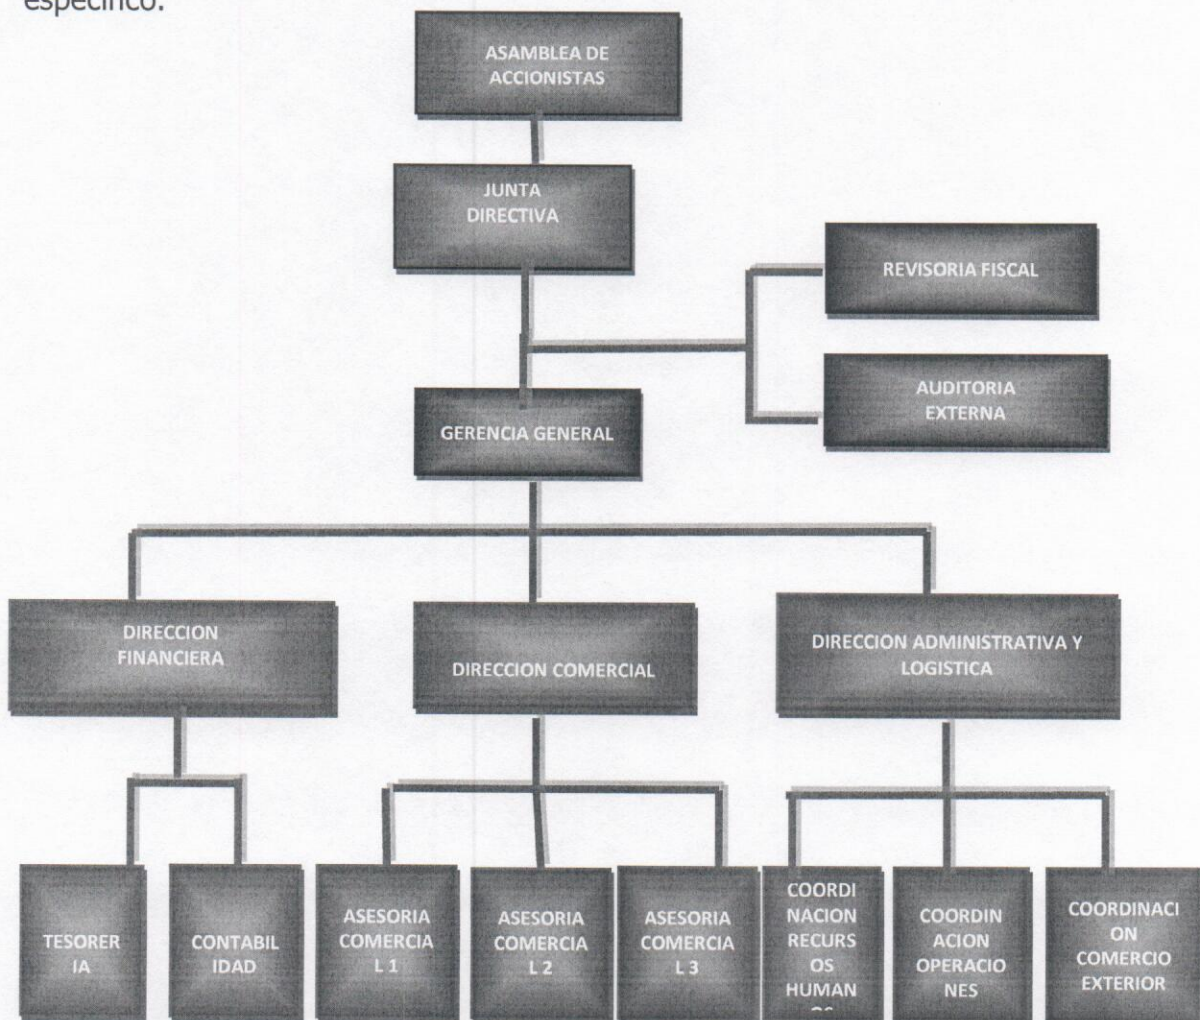 específico.
ASAMBLEA DE
ACCIONISTAS
JUNTA
DIRECTIVA
REVISORIA FISCAL
AUDITORIA
EXTERNA
GERENCIA GENERAL
DIRECCION
FINANCIERA
DIRECCION COMERCIAL
DIRECCION ADMINISTRATIVA Y
LOGISTICA
TESORER
IA
CONTABIL
IDAD
ASESORIA
COMERCIA
L 1
ASESORIA
COMERCIA
L 2
ASESORIA
COMERCIA
L 3
COORDI
NACION
RECURS
OS
HUMAN
OS
COORDIN
ACION
OPERACIO
NES
COORDINACI
ON
COMERCIO
EXTERIOR